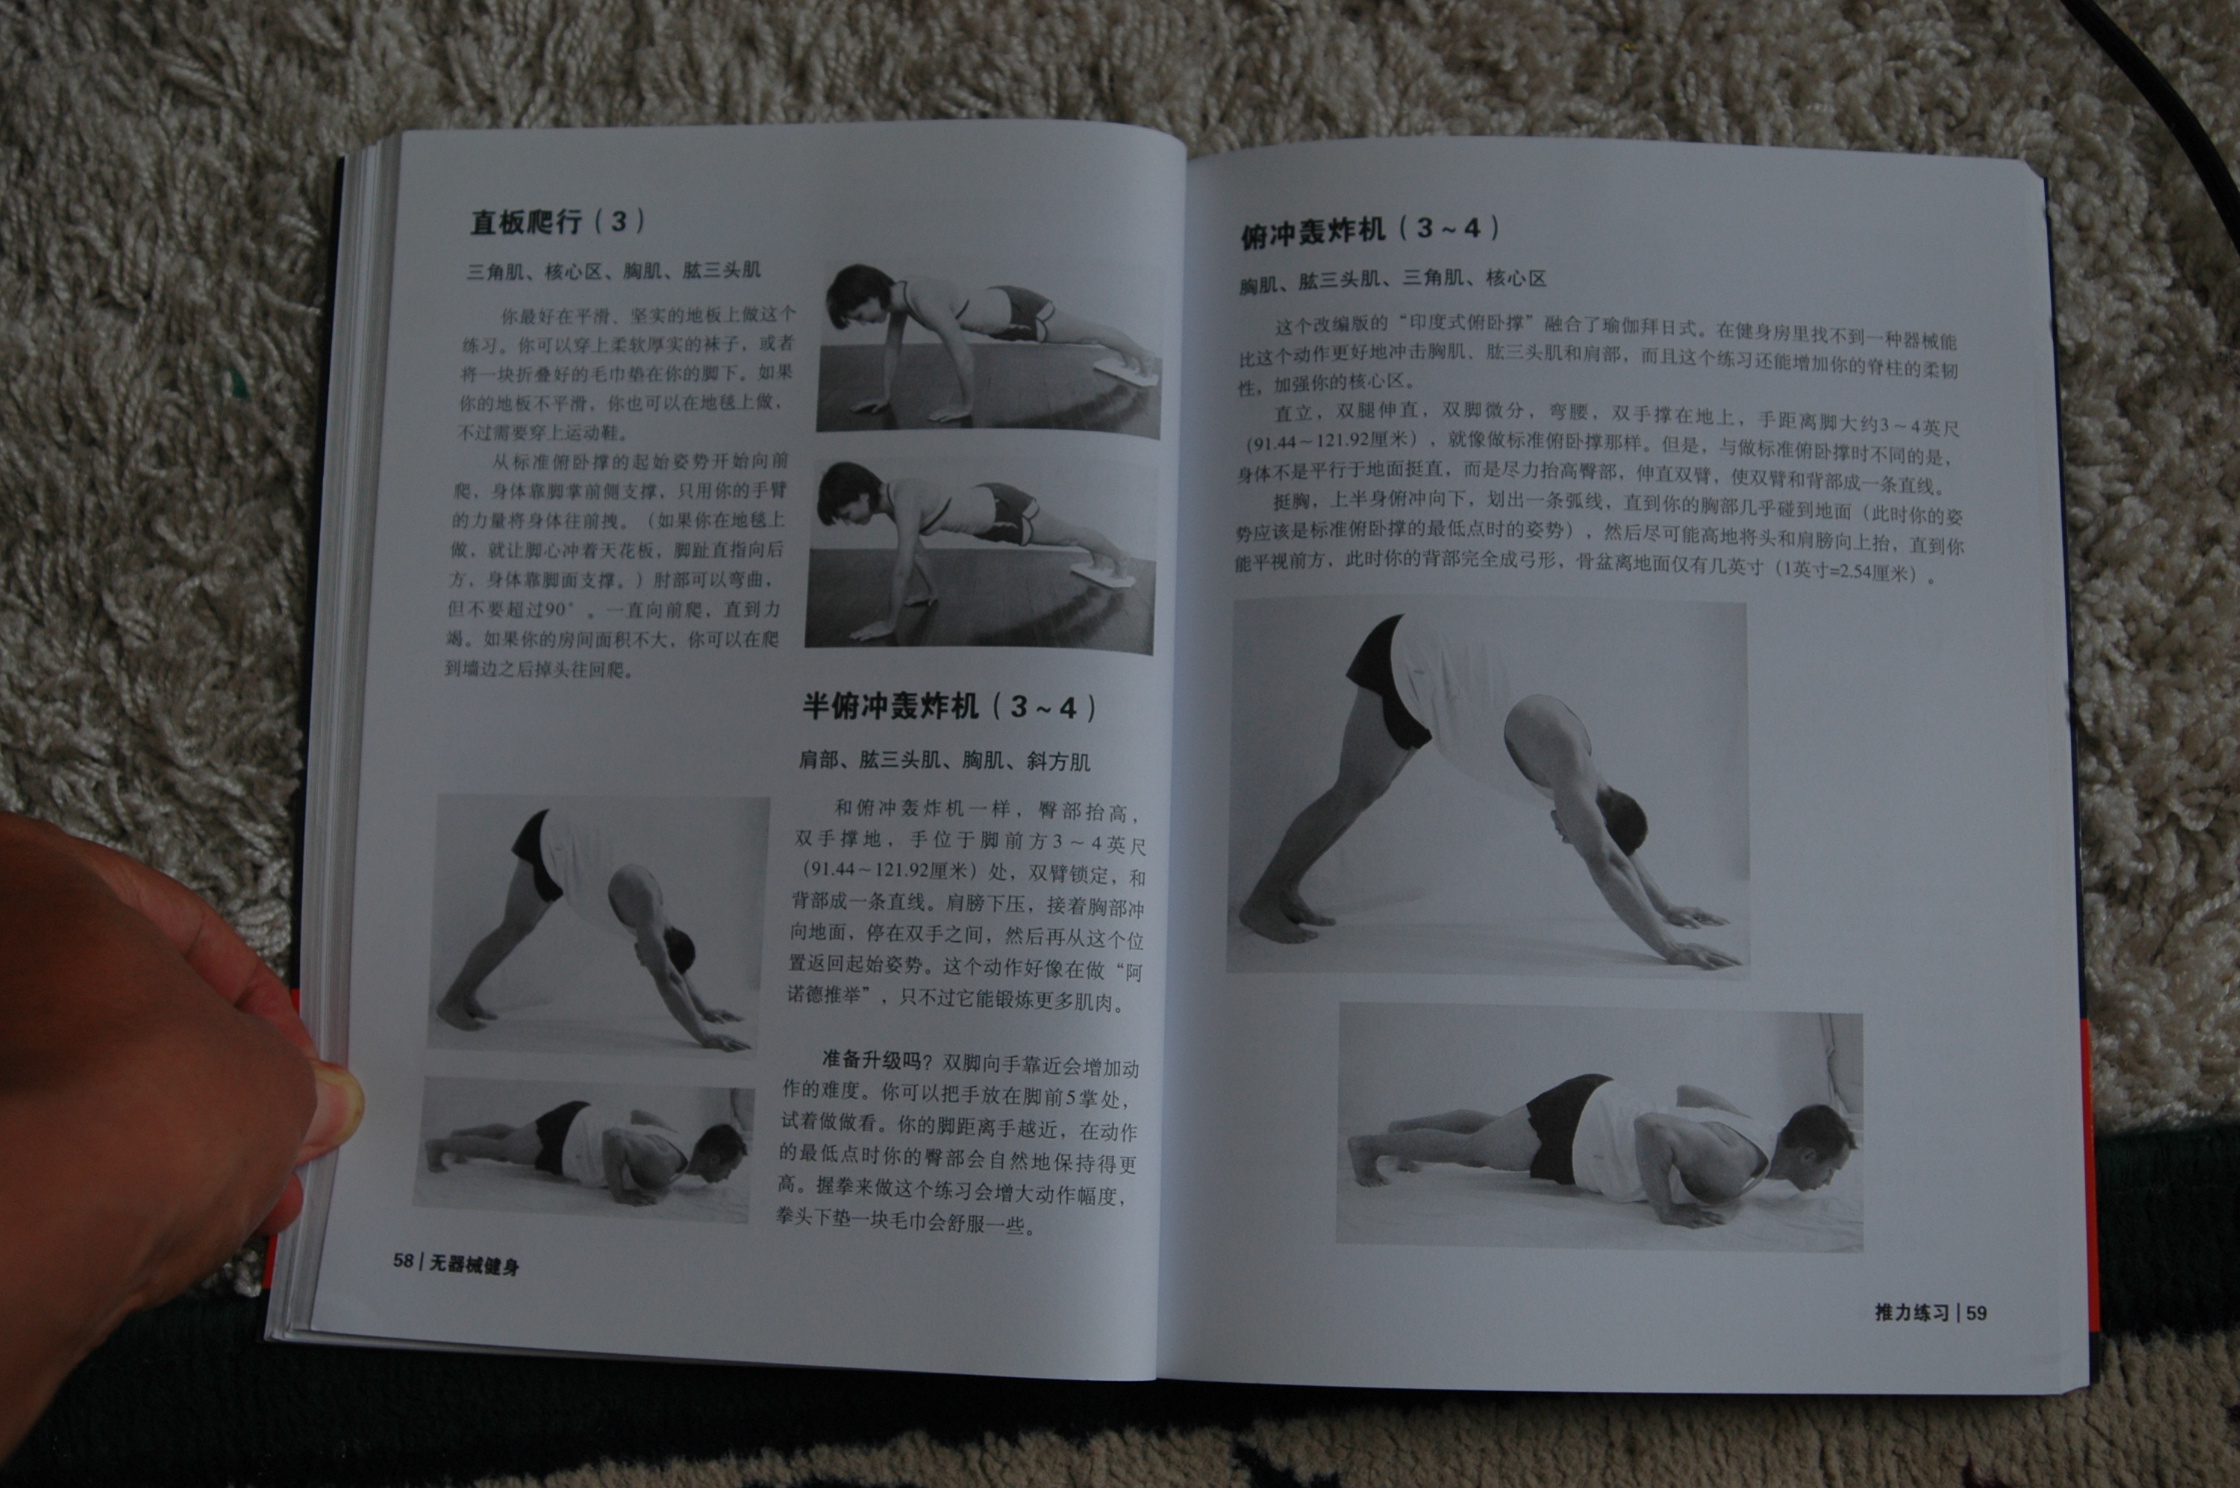 直板爬行（3）
三角肌、核心区、胸肌、肱三头肌
你最好在平滑、坚实的地板上做这个
练习。你可以穿上柔软厚实的袜子，或者
将一块折叠好的毛巾垫在你的脚下。如果
你的地板不平滑，你也可以在地毯上做，
不过需要穿上运动鞋。
从标准俯卧撑的起始姿势开始向前
爬，身体靠脚掌前侧支撑，只用你的手臂
的力量将身体往前拽。（如果你在地毯上
做，就让脚心冲着天花板，脚趾直指向后
方，身体靠脚面支撑。）肘部可以弯曲，
但不要超过90°。一直向前爬，直到力
竭。如果你的房间面积不大，你可以在爬
到墙边之后掉头往回爬。
半俯冲轰炸机（3～4）
肩部、肱三头肌、胸肌、斜方肌
和俯冲轰炸机一样，臀部抬高，
双手撑地，手位于脚前方3～4英尺
（91.44～121.92厘米）处，双臂锁定，和
背部成一条直线。肩膀下压，接着胸部冲
向地面，停在双手之间，然后再从这个位
置返回起始姿势。这个动作好像在做“阿
诺德推举”，只不过它能锻炼更多肌肉。
准备升级吗？双脚向手靠近会增加动
作的难度。你可以把手放在脚前5掌处，
试着做做看。你的脚距离手越近，在动作
的最低点时你的臀部会自然地保持得更
高。握拳来做这个练习会增大动作幅度，
拳头下垫一块毛巾会舒服一些。
58 | 无器械健身
俯冲轰炸机（3～4）
胸肌、肱三头肌、三角肌、核心区
这个改编版的“印度式俯卧撑”融合了瑜伽拜日式。在健身房里找不到一种器械能
比这个动作更好地冲击胸肌、肱三头肌和肩部，而且这个练习还能增加你的脊柱的柔韧
性，加强你的核心区。
直立，双腿伸直，双脚微分，弯腰，双手撑在地上，手距离脚大约3～4英尺
（91.44～121.92厘米），就像做标准俯卧撑那样。但是，与做标准俯卧撑时不同的是，
身体不是平行于地面挺直，而是尽力抬高臀部，伸直双臂，使双臂和背部成一条直线。
挺胸，上半身俯冲向下，划出一条弧线，直到你的胸部几乎碰到地面（此时你的姿
势应该是标准俯卧撑的最低点时的姿势），然后尽可能高地将头和肩膀向上抬，直到你
能平视前方，此时你的背部完全成弓形，骨盆离地面仅有几英寸（1英寸=2.54厘米）。
推力练习 | 59